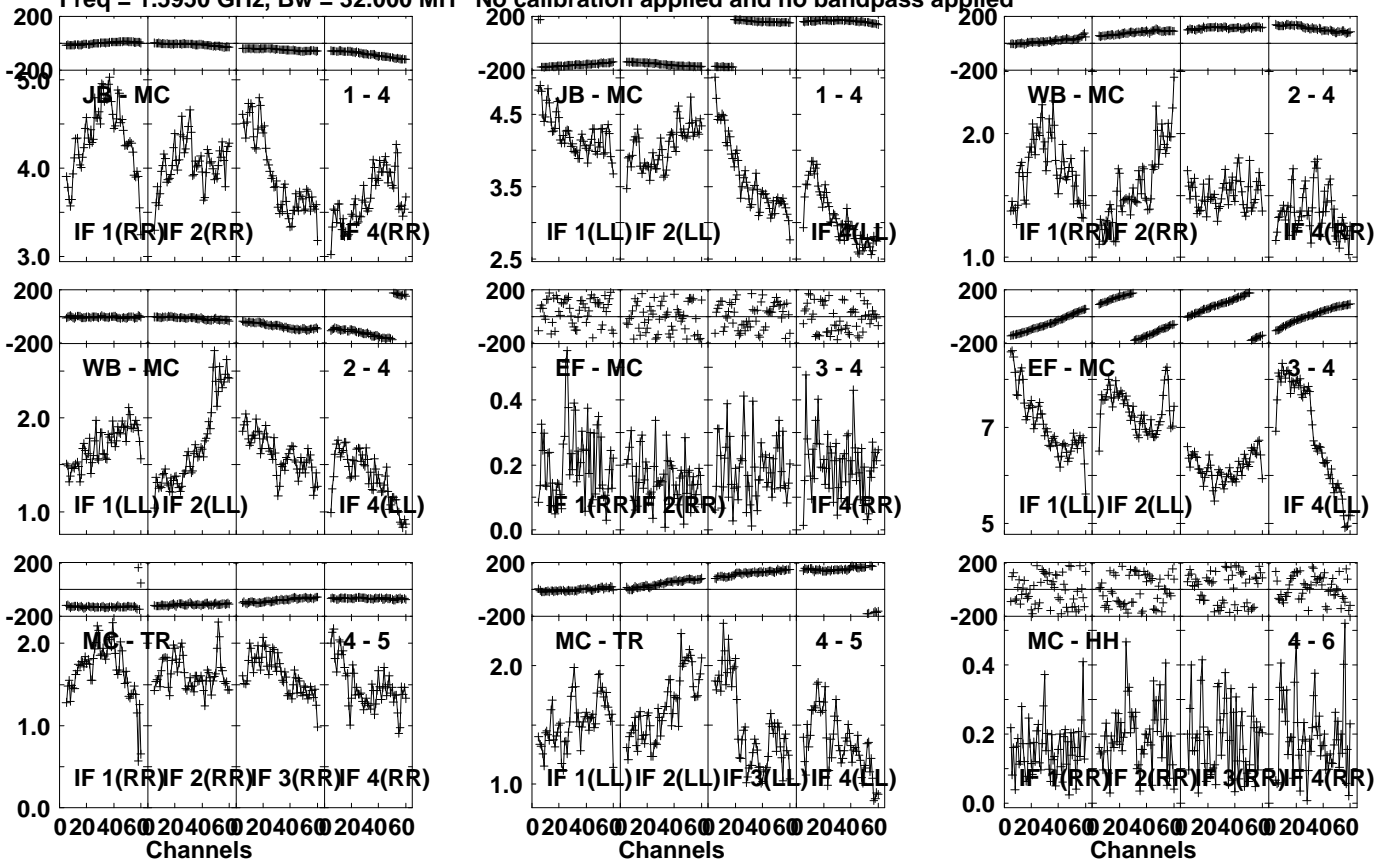 Freq = 1.5950 GHz, Bw = 32.000 MH No calibration applied and no bandpass applied
200 200 200
-200 -200 -200
5.0 JB - MC 1 - 4 JB - MC 1 - 4 WB - MC 2 - 4
4.5
2.0
4.0
3.5
IF 1(RR) IF 2(RR) IF 4(RR) IF 1(LL) IF 2(LL) IF 4(LL) IF 1(RR) IF 2(RR) IF 4(RR)
3.0 2.5 1.0
200 200 200
-200 -200 -200
WB - MC 2 - 4 EF - MC 3 - 4 EF - MC 3 - 4
2.0 0.4 7
0.2
1.0 IF 1(LL) IF 2(LL) IF 4(LL) IF 1(RR) IF 2(RR) IF 4(RR) IF 1(LL) IF 2(LL) IF 4(LL)
0.0 5
200 200 200
-200 -200 -200
2.0 MC - TR 4 - 5 MC - TR 4 - 5 MC - HH 4 - 6
2.0 0.4
1.0 0.2
IF 1(RR) IF 2(RR) IF 3(RR) IF 4(RR) 1.0 IF 1(LL) IF 2(LL) IF 3(LL) IF 4(LL) IF 1(RR) IF 2(RR) IF 3(RR) IF 4(RR)
0.0 0.0
0 20 40 60 0 20 40 60 0 20 40 60 0 20 40 60 0 20 40 60 0 20 40 60 0 20 40 60 0 20 40 60 0 20 40 60 0 20 40 60 0 20 40 60 0 20 40 60
Channels Channels Channels